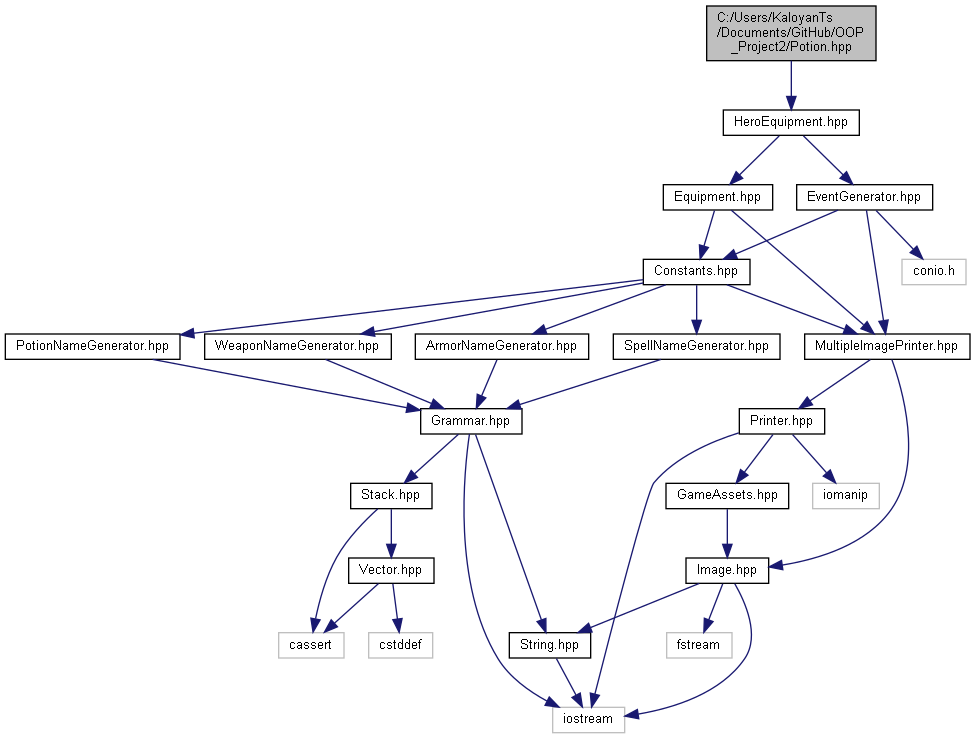 C:/Users/KaloyanTs
/Documents/GitHub/OOP
_Project2/Potion.hpp
HeroEquipment.hpp
Equipment.hpp
EventGenerator.hpp
Constants.hpp
conio.h
PotionNameGenerator.hpp
WeaponNameGenerator.hpp
ArmorNameGenerator.hpp
SpellNameGenerator.hpp
MultipleImagePrinter.hpp
Grammar.hpp
Printer.hpp
Stack.hpp
GameAssets.hpp
iomanip
Vector.hpp
Image.hpp
cassert
cstddef
String.hpp
fstream
iostream